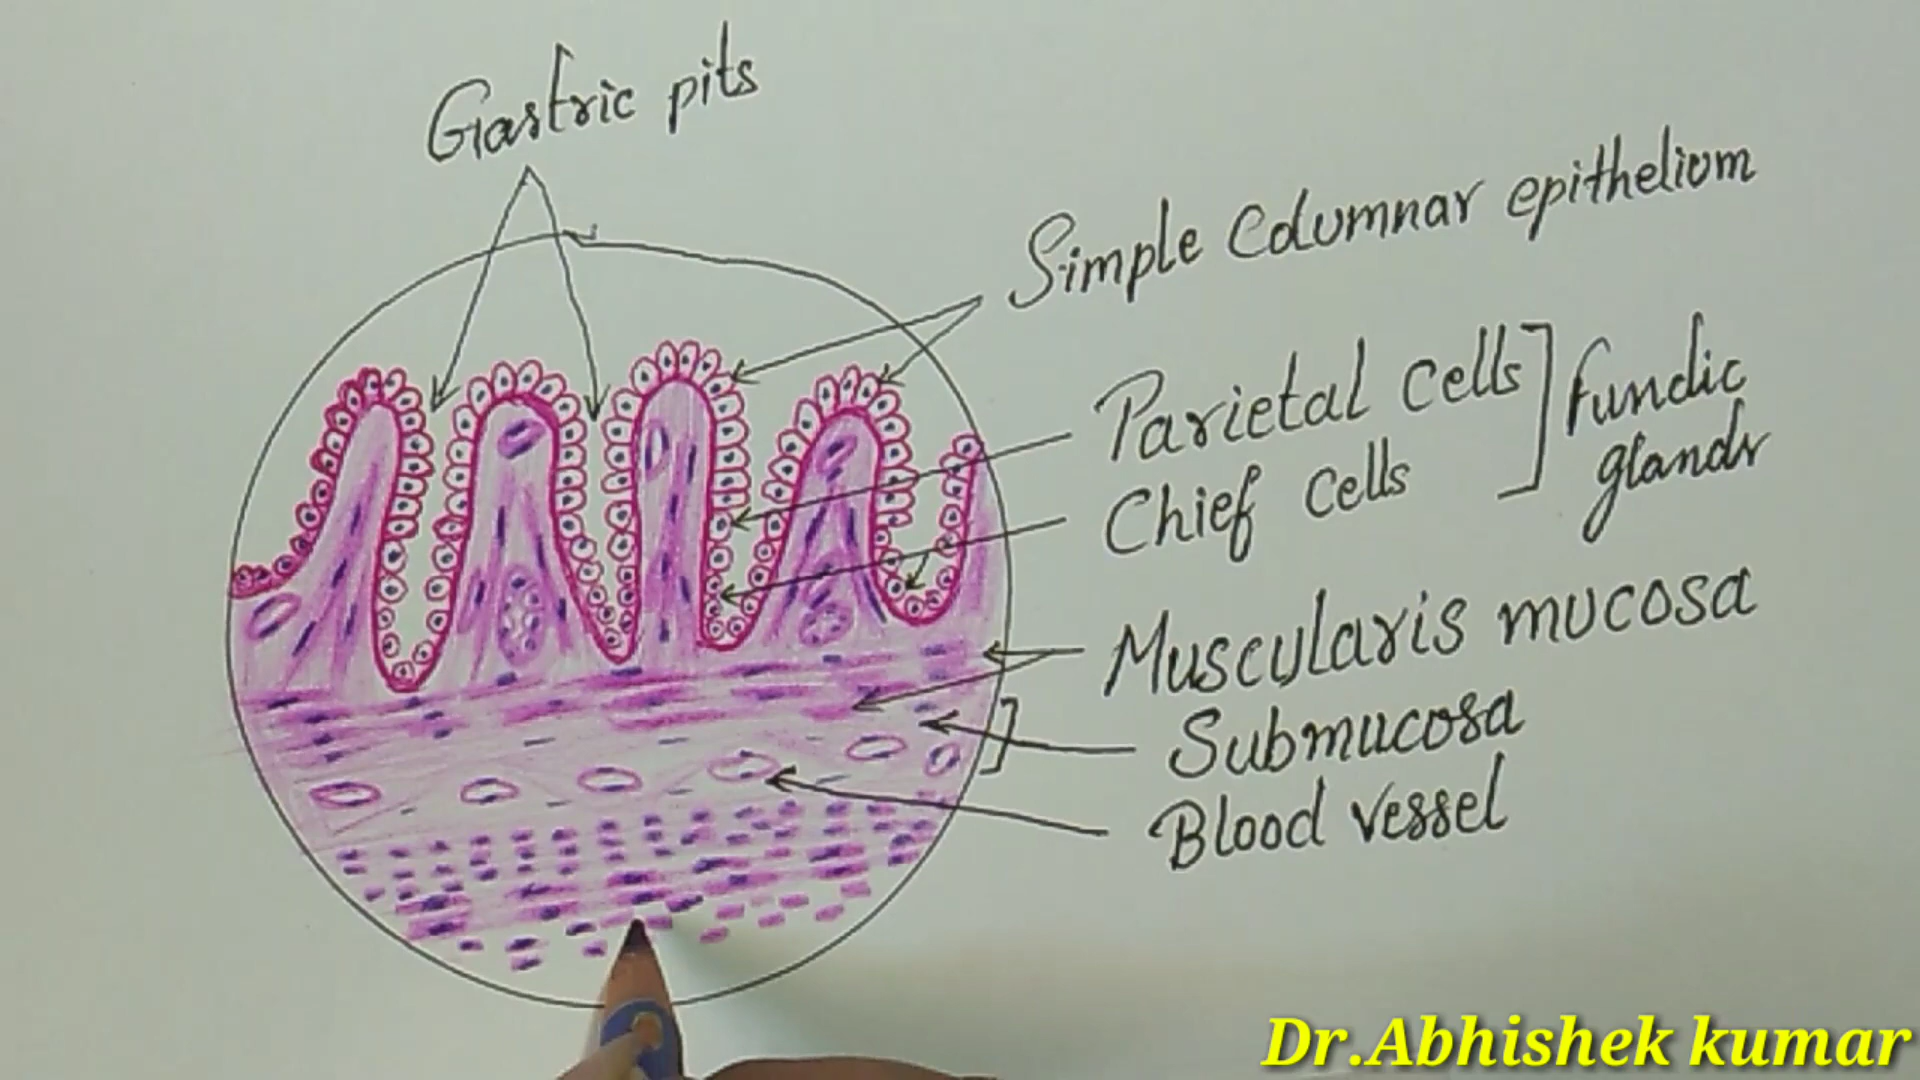 Gastric pits
Simple Columnar epithelium
Parietal Cells
Chief Cells
Fundic
glands
Muscularis mucosa
Submucosa
Blood vessel
Dr.Abhishek kumar